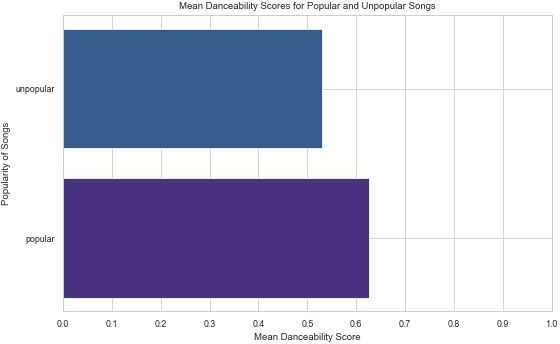 Mean Danceability Scores for Popular and Unpopular Songs
unpopular
Popularity of Songs
popular
0.0 0.1 0.2 0.3 0.4 0.5 0.6 0.7 0.8 0.9 1.0
Mean Danceability Score